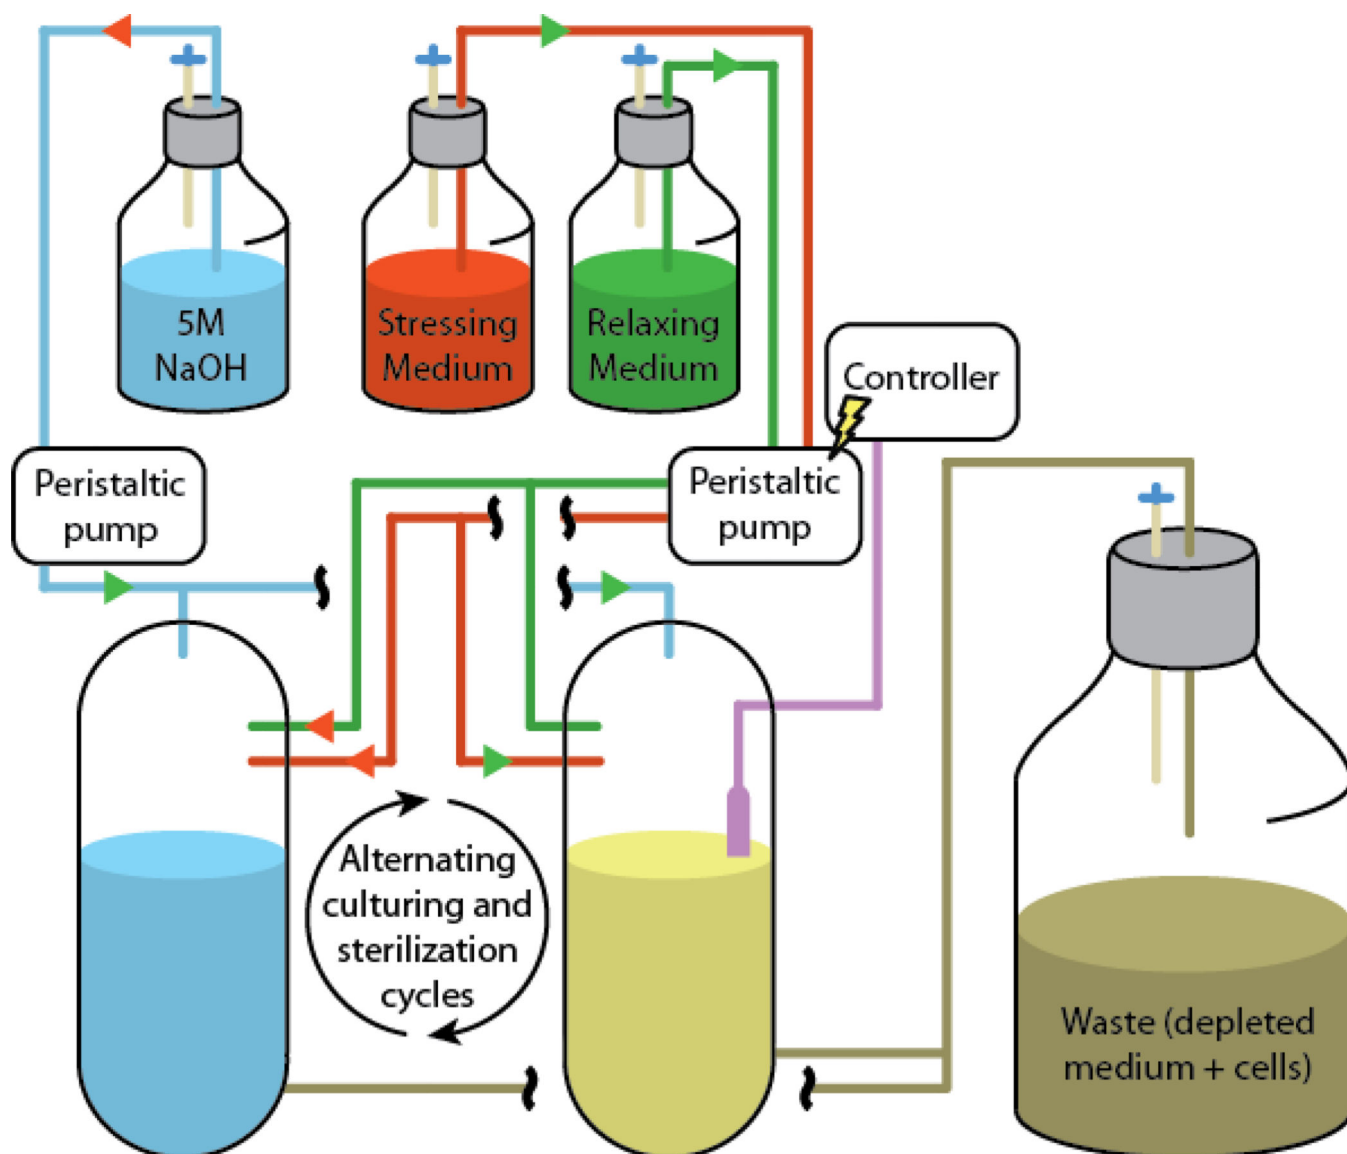 5M
NaOH
Stressing
Medium
Relaxing
Medium
Controller
Peristaltic
pump
Peristaltic
pump
Alternating
culturing and
sterilization
cycles
Waste (depleted
medium + cells)